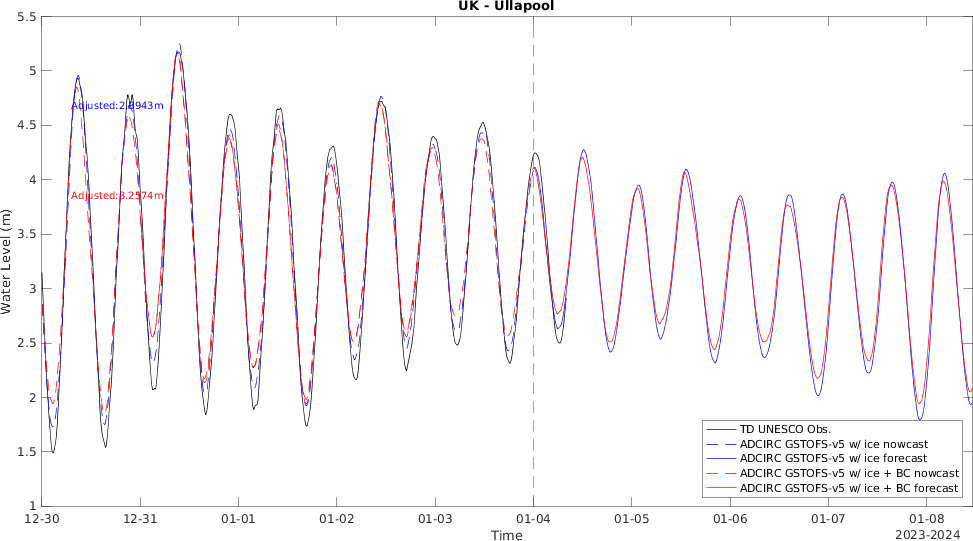 UK - Ullapool
5.5
5
4.5
4
3.5
3
2.5
2
1.5
1
Water Level (m)
Adjusted:3.2574m
TD UNESCO Obs.
ADCIRC GSTOFS-v5 w/ ice nowcast
ADCIRC GSTOFS-v5 w/ ice forecast
ADCIRC GSTOFS-v5 w/ ice + BC nowcast
ADCIRC GSTOFS-v5 w/ ice + BC forecast
12-30 12-31 01-01 01-02 01-03 01-04 01-05 01-06 01-07 01-08
Time
2023-2024